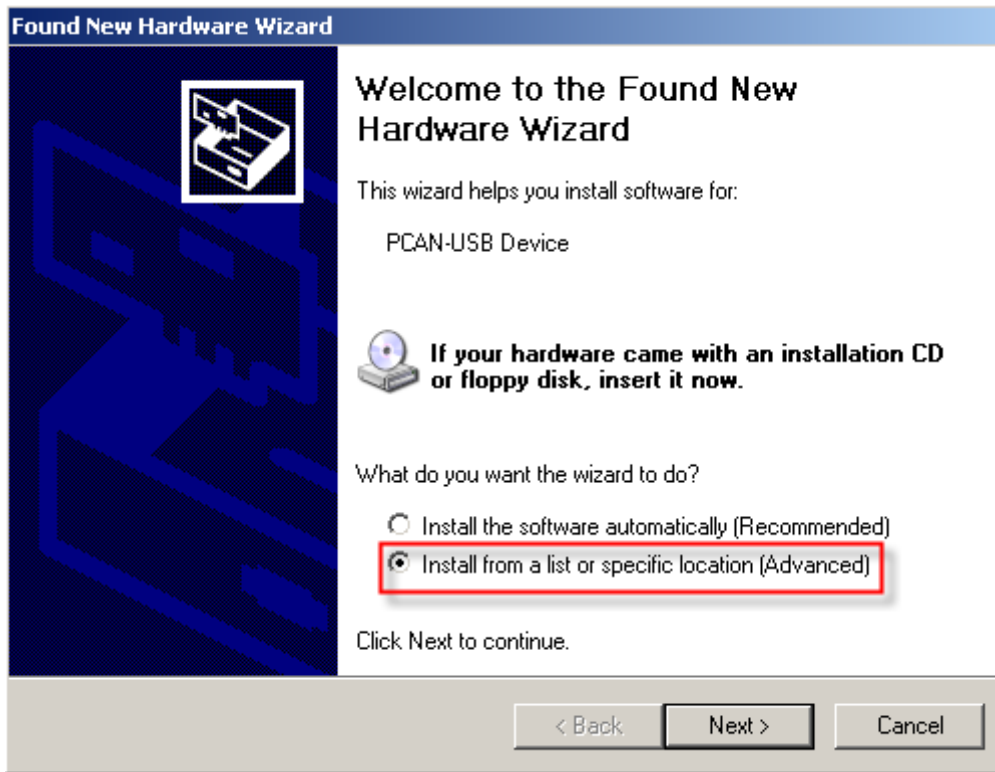 Found New Hardware Wizard
Welcome to the Found New
Hardware Wizard
This wizard helps you install software for:
PCAN-USB Device
If your hardware came with an installation CD
or floppy disk, insert it now.
What do you want the wizard to do?
Install the software automatically (Recommended)
Install from a list or specific location (Advanced)
Click Next to continue.
< Back
Next >
Cancel